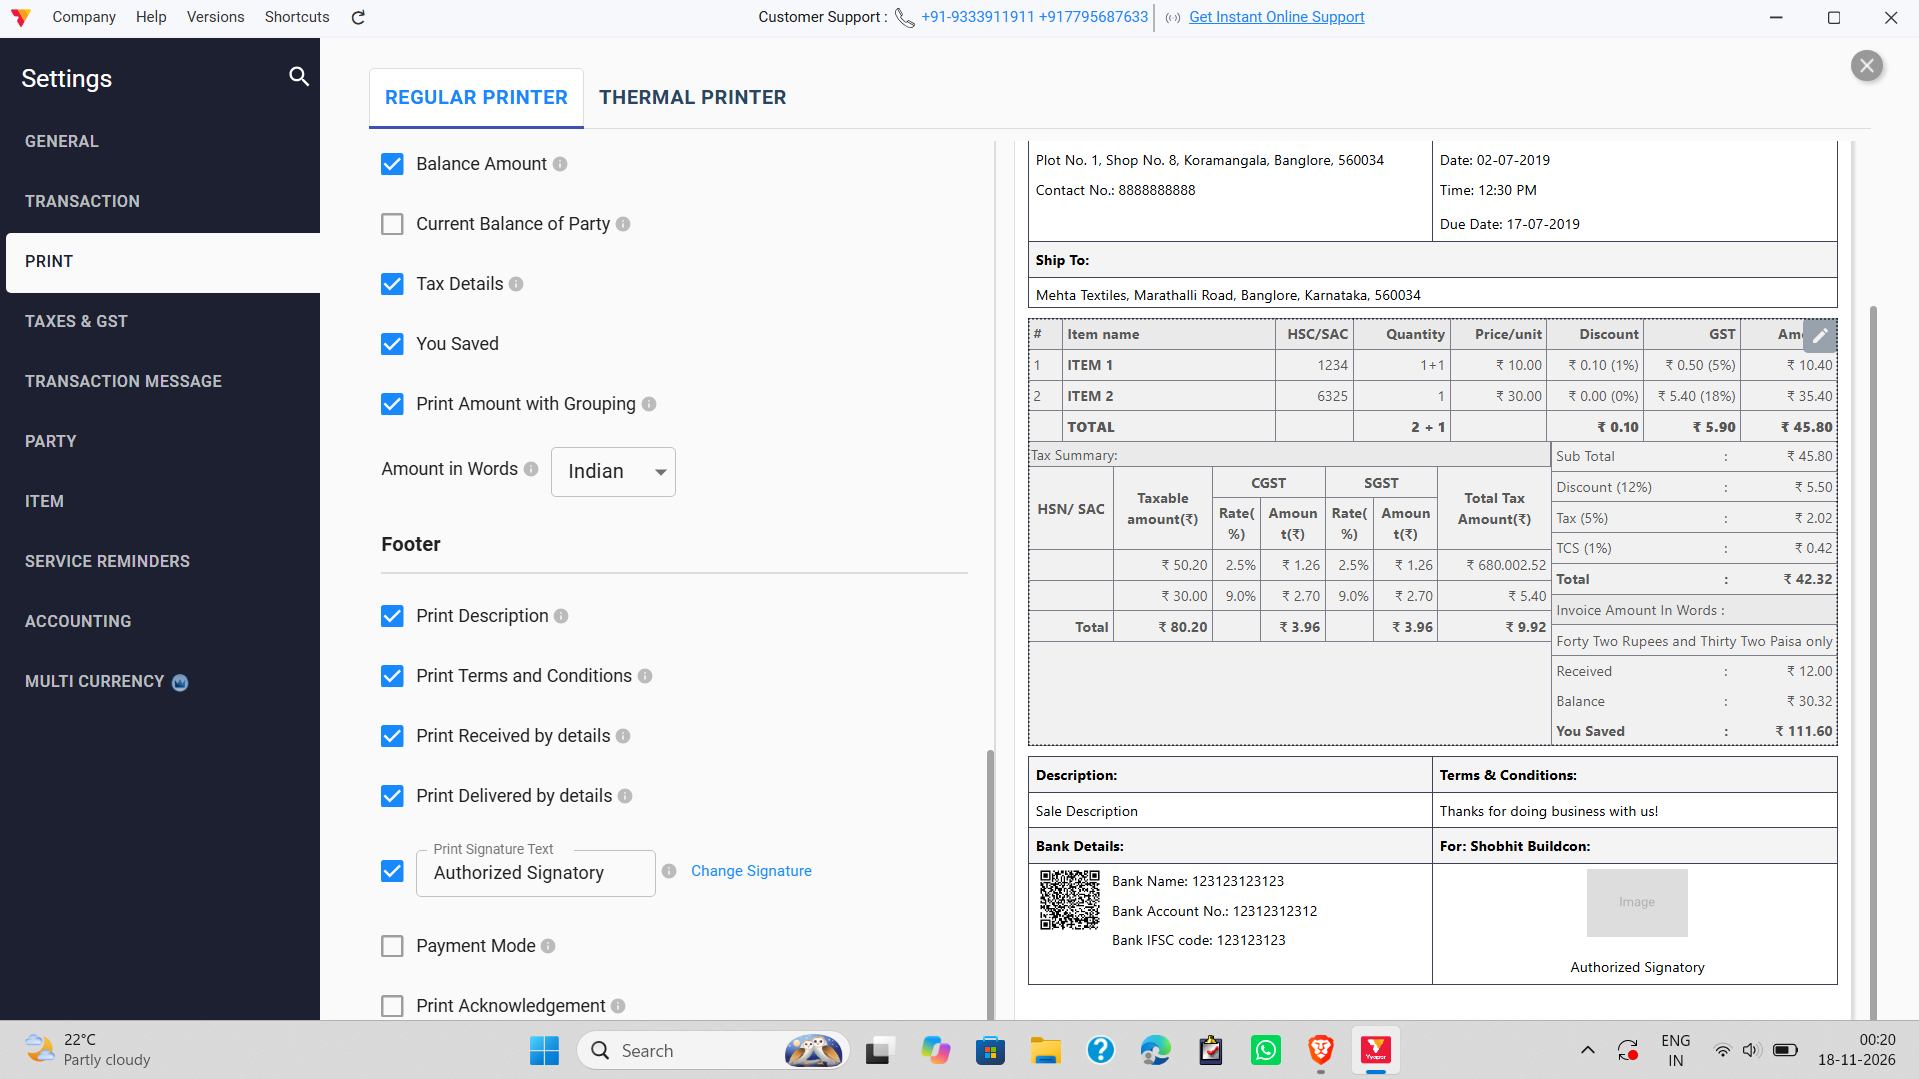 Company Help Versions Shortcuts
Customer Support : +91-9333911911 +917795687633 Get Instant Online Support
Settings
GENERAL
TRANSACTION
PRINT
TAXES & GST
TRANSACTION MESSAGE
PARTY
ITEM
SERVICE REMINDERS
ACCOUNTING
MULTI CURRENCY
REGULAR PRINTER THERMAL PRINTER
Balance Amount
Current Balance of Party
Tax Details
You Saved
Print Amount with Grouping
Amount in Words Indian
Footer
Print Description
Print Terms and Conditions
Print Received by details
Print Delivered by details
Print Signature Text
Authorized Signatory Change Signature
Payment Mode
Print Acknowledgement
Plot No. 1, Shop No. 8, Koramangala, Banglore, 560034
Contact No.: 8888888888
Date: 02-07-2019
Time: 12:30 PM
Due Date: 17-07-2019
Ship To:
Mehta Textiles, Marathalli Road, Banglore, Karnataka, 560034
# Item name HSC/SAC Quantity Price/unit Discount GST Am
1 ITEM 1 1234 1+1 ₹ 10.00 ₹ 0.10 (1%) ₹ 0.50 (5%) ₹ 10.40
2 ITEM 2 6325 1 ₹ 30.00 ₹ 0.00 (0%) ₹ 5.40 (18%) ₹ 35.40
TOTAL 2 + 1 ₹ 0.10 ₹ 5.90 ₹ 45.80
Tax Summary:
HSN/ SAC Taxable amount(₹) CGST SGST Total Tax Amount(₹)
Rate(%) Amount(₹) Rate(%) Amount(₹)
₹ 50.20 2.5% ₹ 1.26 2.5% ₹ 1.26 ₹ 680.002.52
₹ 30.00 9.0% ₹ 2.70 9.0% ₹ 2.70 ₹ 5.40
Total ₹ 80.20 ₹ 3.96 ₹ 3.96 ₹ 9.92
Sub Total : ₹ 45.80
Discount (12%) : ₹ 5.50
Tax (5%) : ₹ 2.02
TCS (1%) : ₹ 0.42
Total : ₹ 42.32
Invoice Amount In Words :
Forty Two Rupees and Thirty Two Paisa only
Received : ₹ 12.00
Balance : ₹ 30.32
You Saved : ₹ 111.60
Description:
Sale Description
Terms & Conditions:
Thanks for doing business with us!
Bank Details:
Bank Name: 123123123123
Bank Account No.: 12312312312
Bank IFSC code: 123123123
For: Shobhit Buildcon:
Image
Authorized Signatory
22°C
Partly cloudy
Search
Vyapar
ENG
IN
00:20
18-11-2026